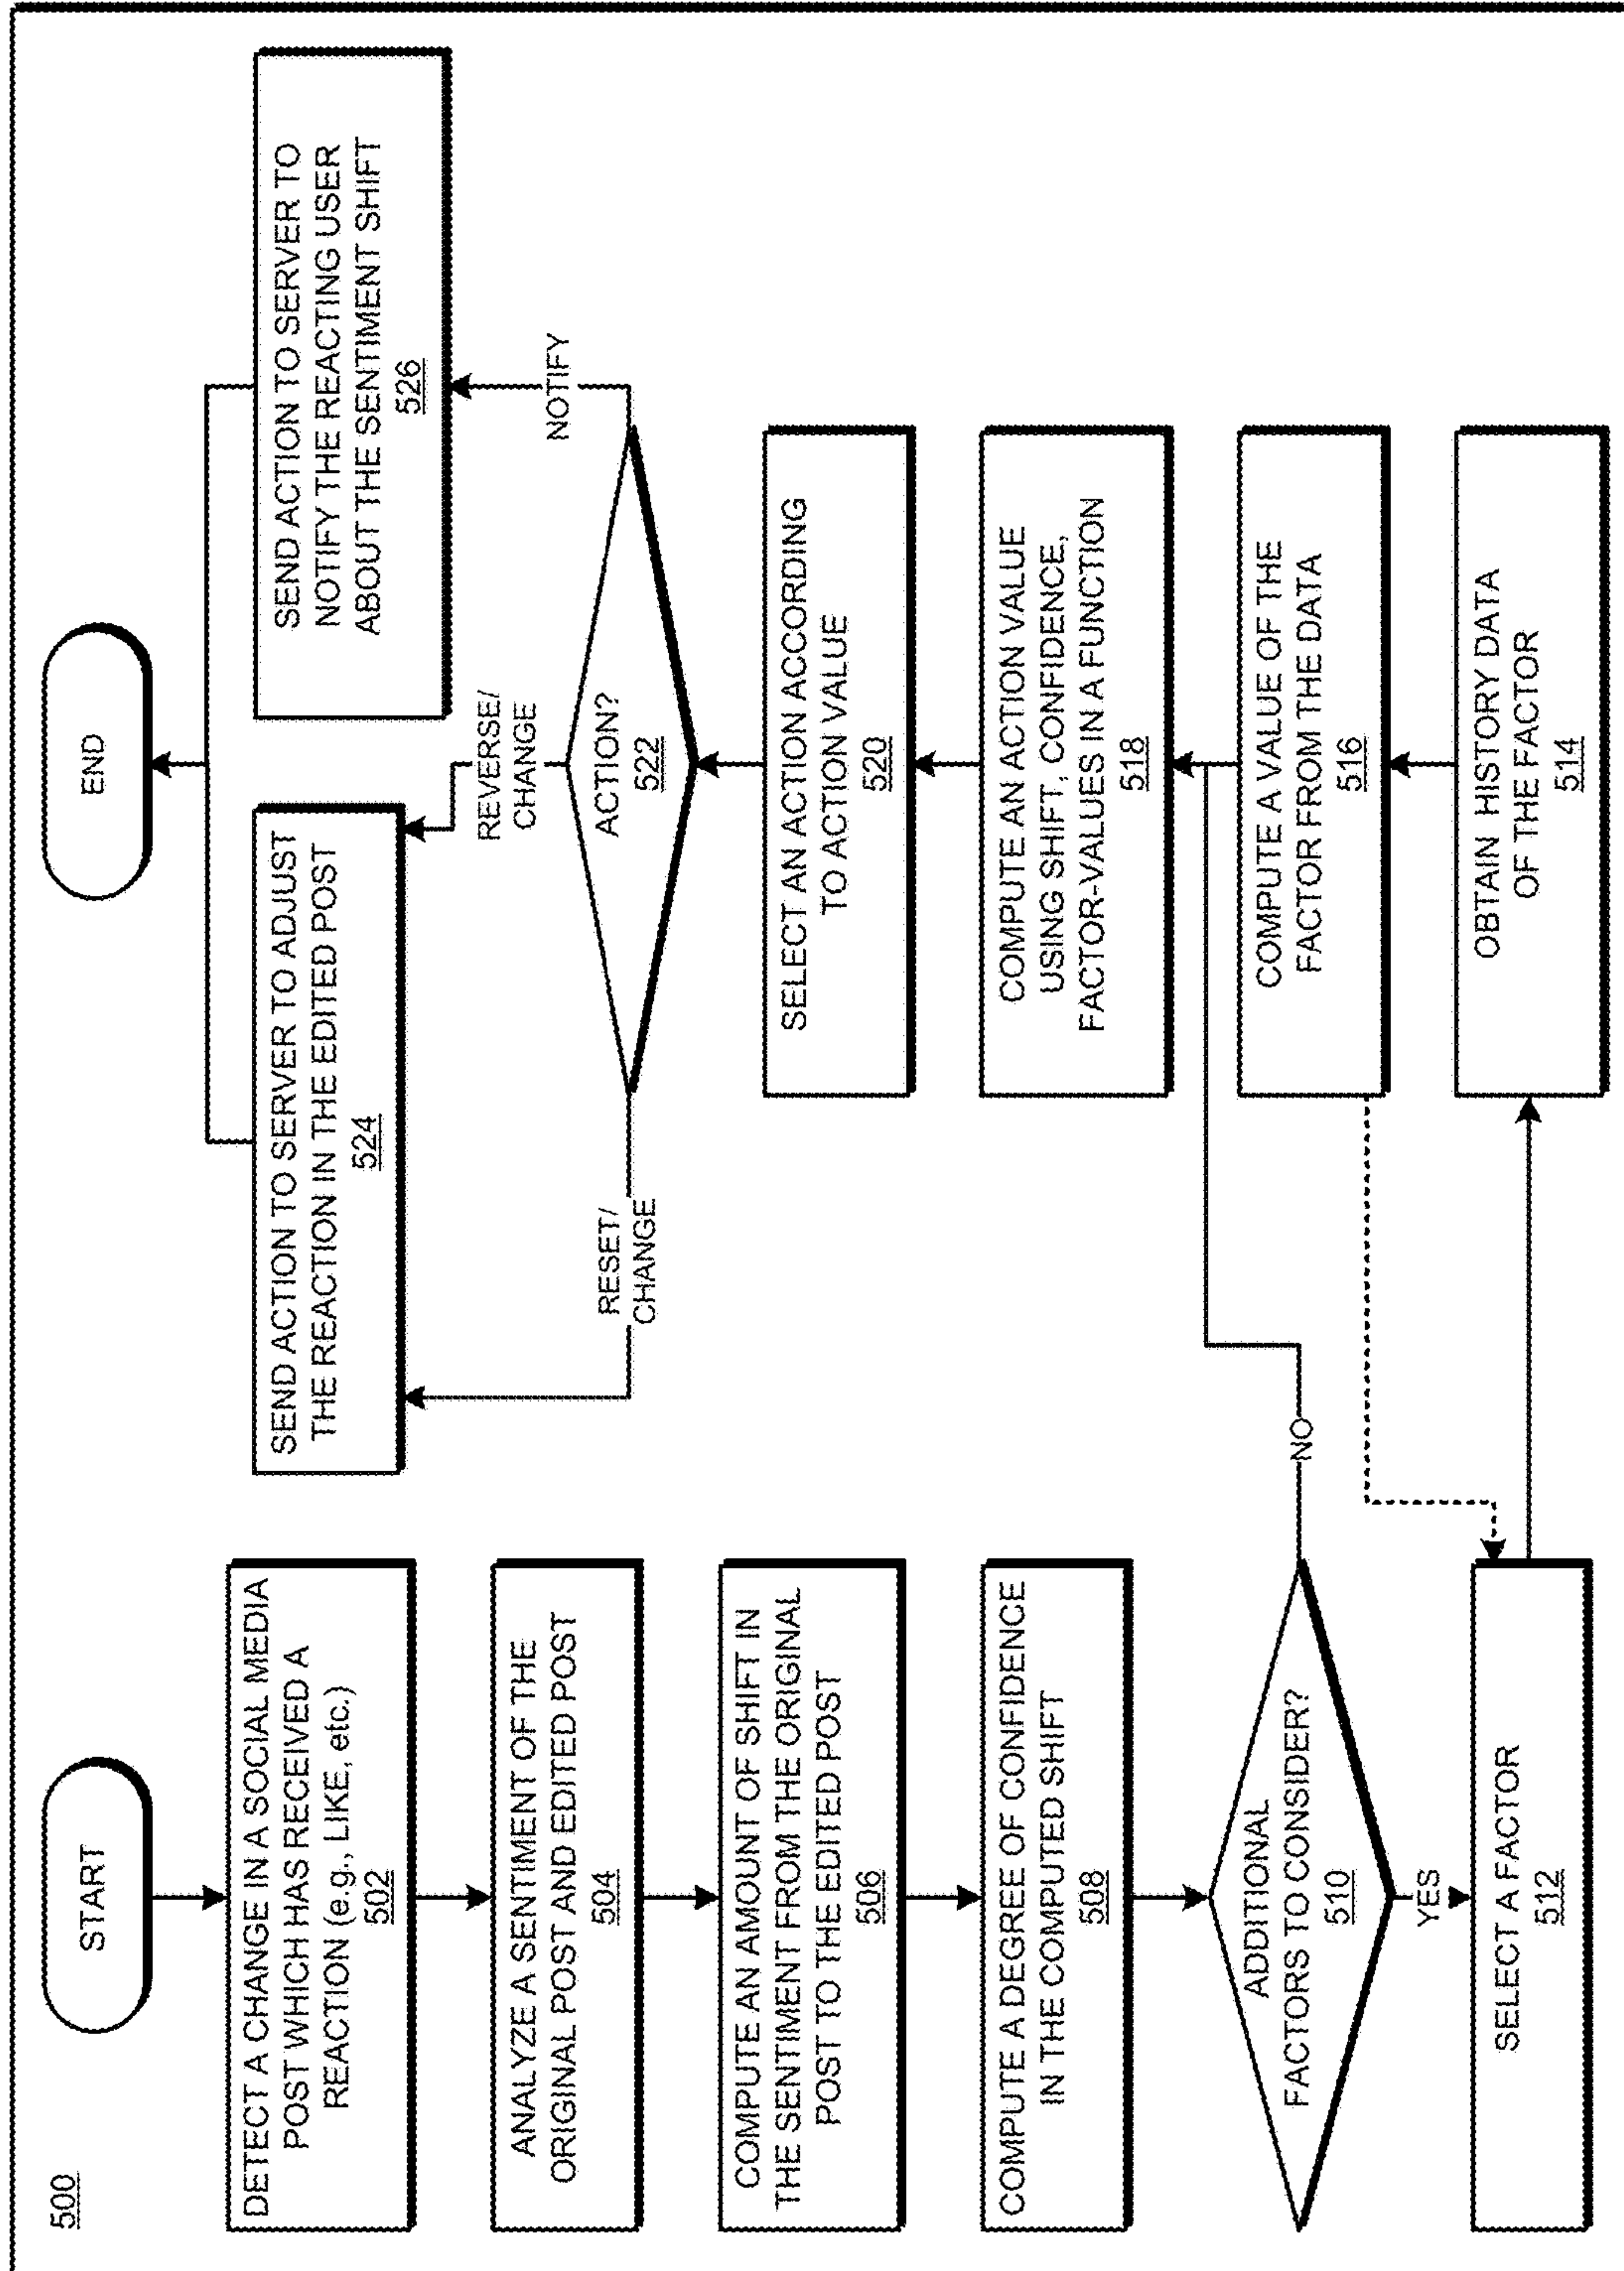 500
START
DETECT A CHANGE IN A SOCIAL MEDIA
POST WHICH HAS RECEIVED A
REACTION (e.g., LIKE, etc.)
502
ANALYZE A SENTIMENT OF THE
ORIGINAL POST AND EDITED POST
504
COMPUTE AN AMOUNT OF SHIFT IN
THE SENTIMENT FROM THE ORIGINAL
POST TO THE EDITED POST
506
COMPUTE A DEGREE OF CONFIDENCE
IN THE COMPUTED SHIFT
508
ADDITIONAL
FACTORS TO CONSIDER?
510
YES
NO
SELECT A FACTOR
512
OBTAIN HISTORY DATA
OF THE FACTOR
514
COMPUTE A VALUE OF THE
FACTOR FROM THE DATA
516
COMPUTE AN ACTION VALUE
USING SHIFT, CONFIDENCE,
FACTOR-VALUES IN A FUNCTION
518
SELECT AN ACTION ACCORDING
TO ACTION VALUE
520
ACTION?
522
RESET/
CHANGE
REVERSE/
CHANGE
NOTIFY
SEND ACTION TO SERVER TO ADJUST
THE REACTION IN THE EDITED POST
524
SEND ACTION TO SERVER TO
NOTIFY THE REACTING USER
ABOUT THE SENTIMENT SHIFT
526
END